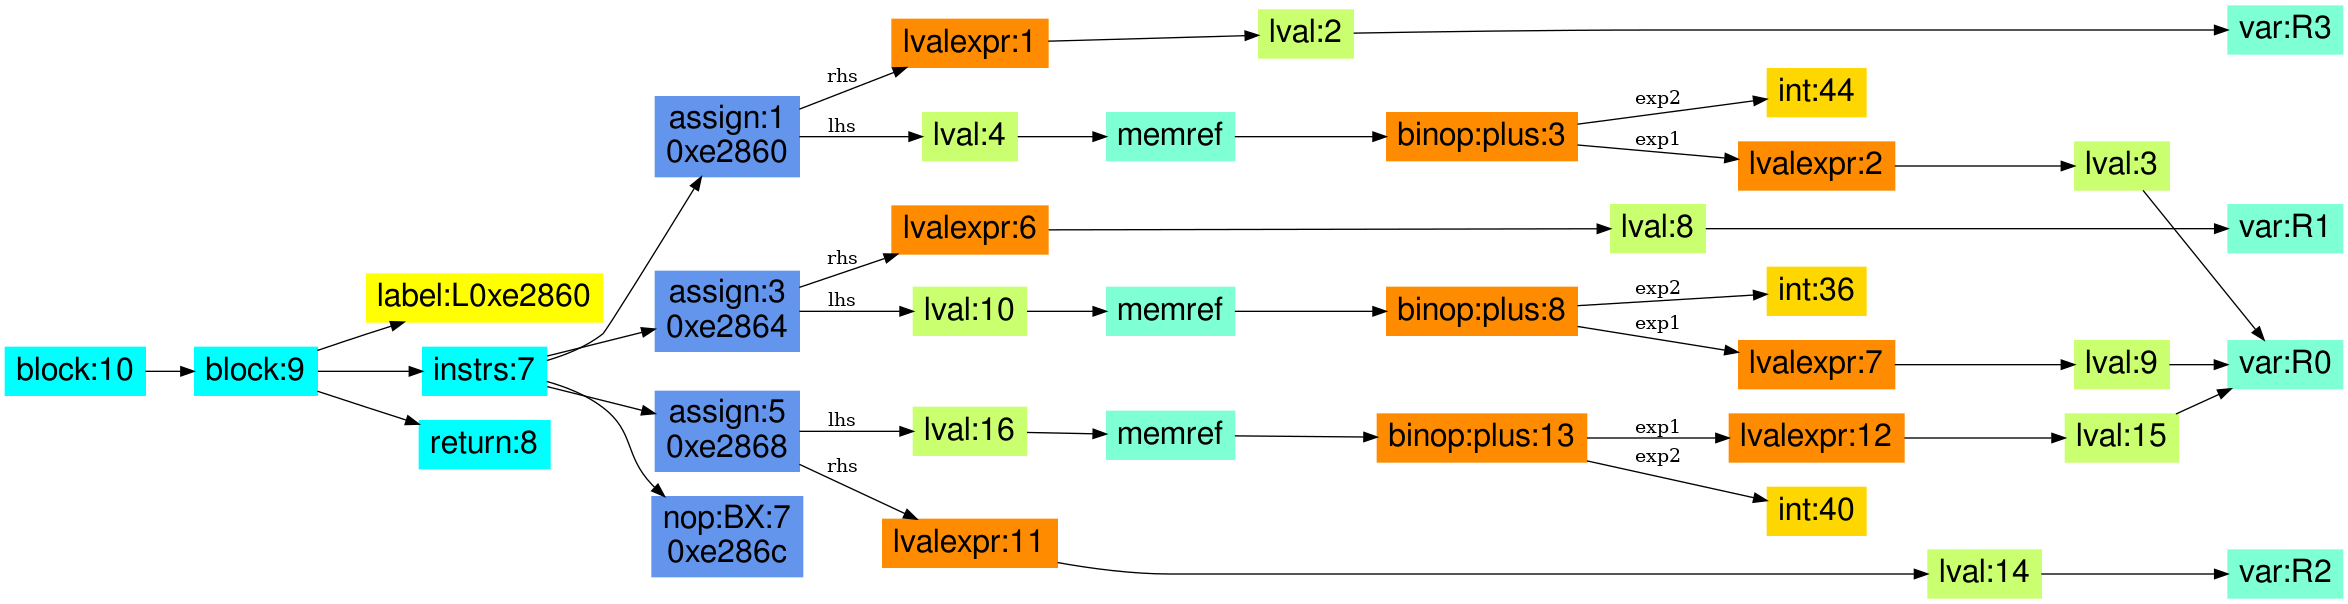 block:10
block:9
label:L0xe2860
instrs:7
return:8
assign:1
0xe2860
rhs
lhs
lvalexpr:1
lval:2
var:R3
lval:4
memref
binop:plus:3
exp2
exp1
int:44
lvalexpr:2
lval:3
assign:3
0xe2864
rhs
lhs
lvalexpr:6
lval:8
var:R1
lval:10
memref
binop:plus:8
exp2
exp1
int:36
lvalexpr:7
lval:9
var:R0
assign:5
0xe2868
lhs
rhs
lval:16
memref
binop:plus:13
exp1
exp2
lvalexpr:12
lval:15
int:40
nop:BX:7
0xe286c
lvalexpr:11
lval:14
var:R2